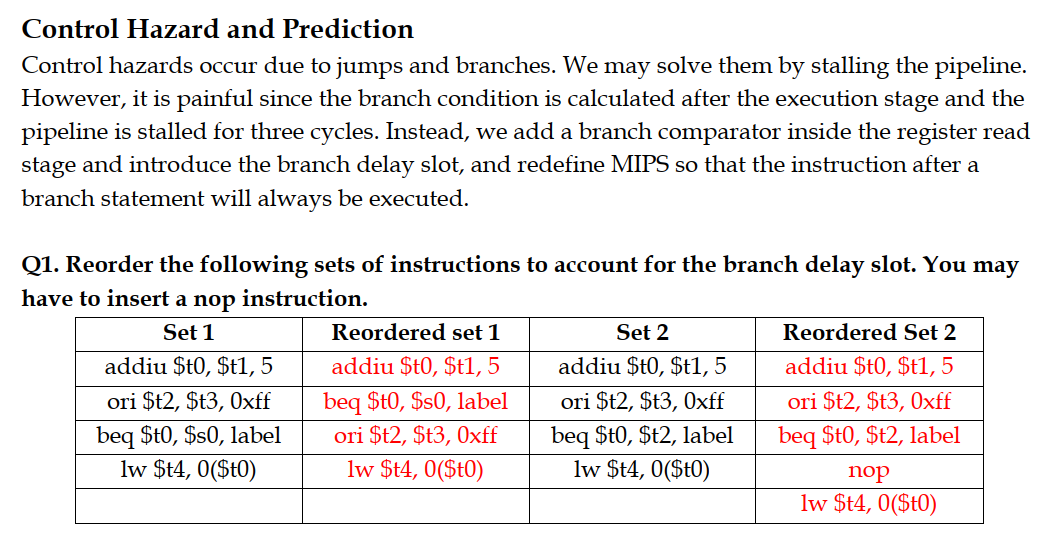 Control Hazard and Prediction
Control hazards occur due to jumps and branches. We may solve them by stalling the pipeline.
However, it is painful since the branch condition is calculated after the execution stage and the
pipeline is stalled for three cycles. Instead, we add a branch comparator inside the register read
stage and introduce the branch delay slot, and redefine MIPS so that the instruction after a
branch statement will always be executed.
Q1. Reorder the following sets of instructions to account for the branch delay slot. You may
have to insert a nop instruction.
Set 1 Reordered set 1 Set 2 Reordered Set 2
addiu $t0, $t1, 5 addiu $t0, $t1, 5 addiu $t0, $t1, 5 addiu $t0, $t1, 5
ori $t2, $t3, 0xff beq $t0, $s0, label ori $t2, $t3, 0xff ori $t2, $t3, 0xff
beq $t0, $s0, label ori $t2, $t3, 0xff beq $t0, $t2, label beq $t0, $t2, label
lw $t4, 0($t0) lw $t4, 0($t0) lw $t4, 0($t0) nop
lw $t4, 0($t0)